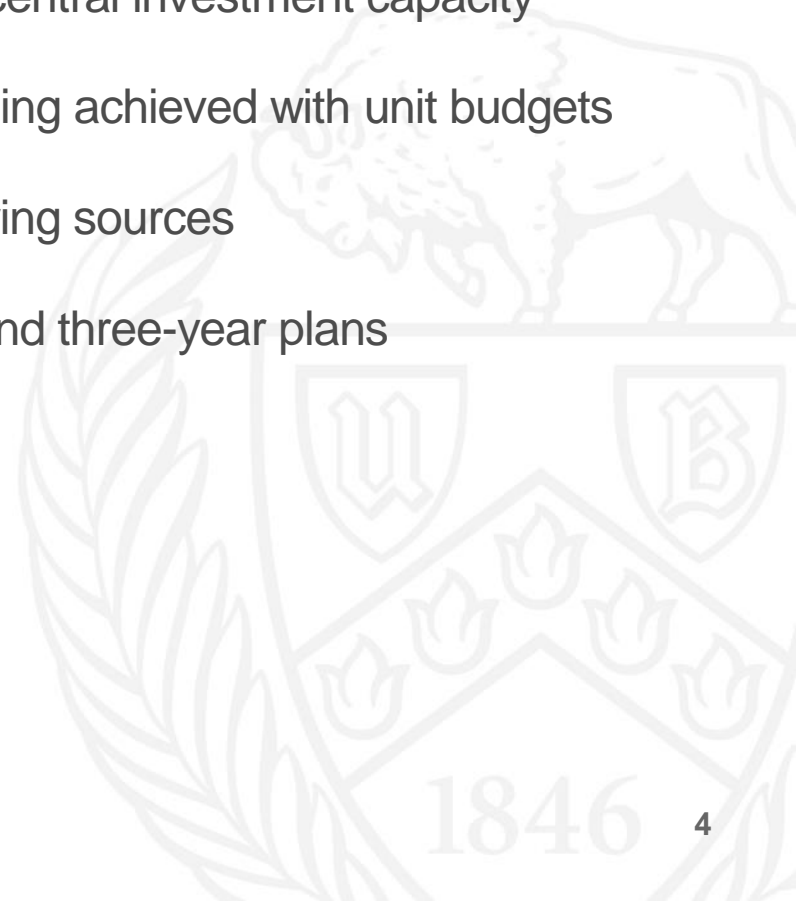 central investment capacity
ing achieved with unit budgets
ing sources
nd three-year plans
U B
1846
4